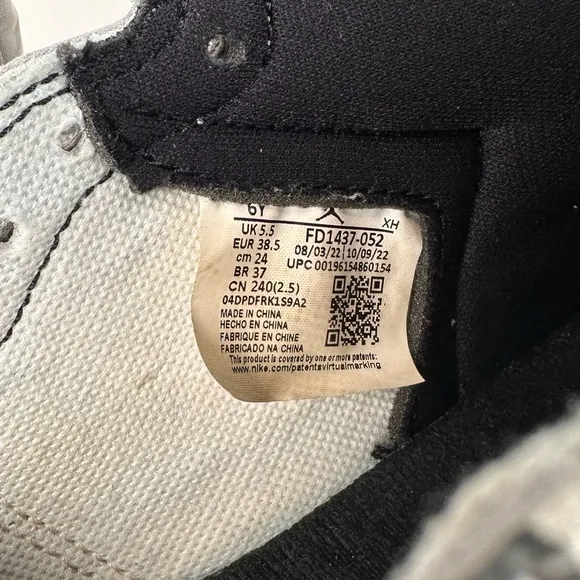 6Y
XH
UK 5.5
FD1437-052
EUR 38.5
08/03/22 10/09/22
cm 24
UPC 00196154860154
BR 37
CN 240(2.5)
04DPDFRK1S9A2
MADE IN CHINA
HECHO EN CHINA
FABRIQUE EN CHINE
FABRICADO NA CHINA
This product is covered by one or more patents:
www.nike.com/patentsvirtualmarking